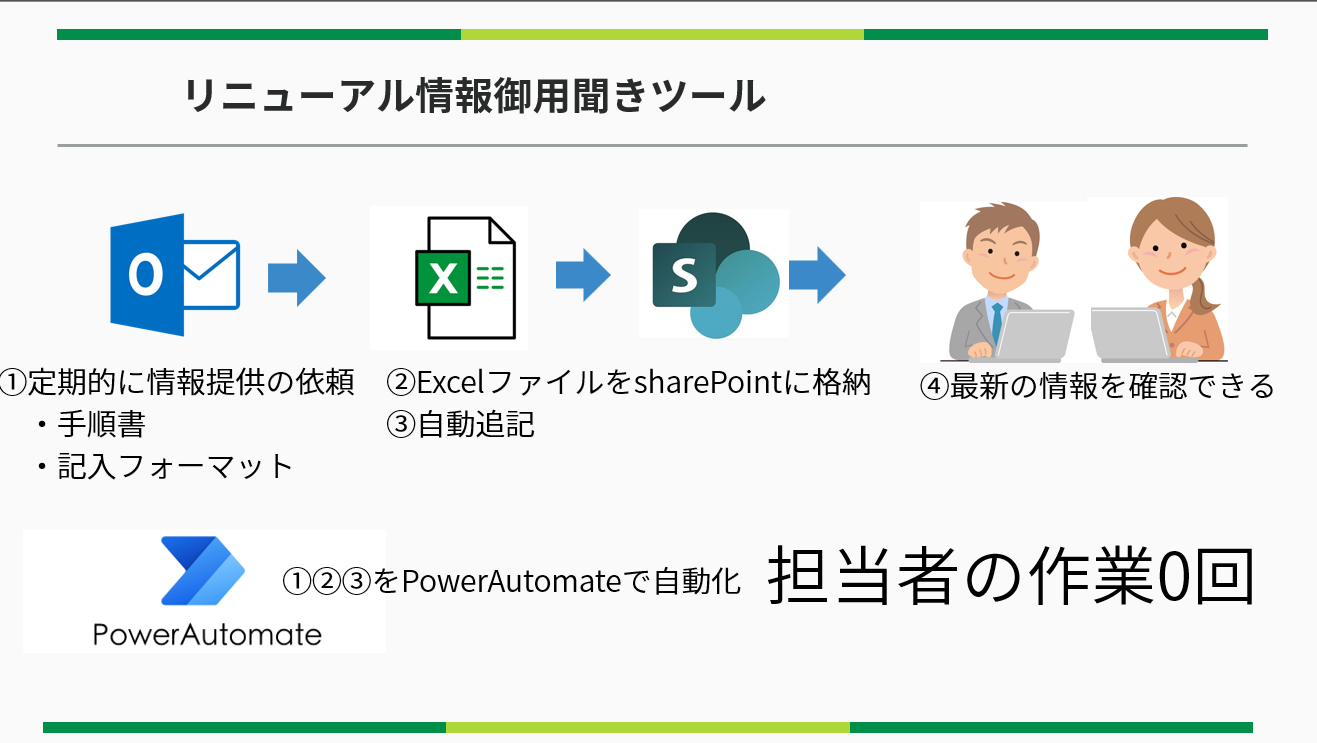 リニューアル情報御用聞きツール
①定期的に情報提供の依頼
・手順書
・記入フォーマット
②Excelファイルをsharepointに格納
③自動追記
④最新の情報を確認できる
PowerAutomate
①②③をPowerAutomateで自動化
担当者の作業0回